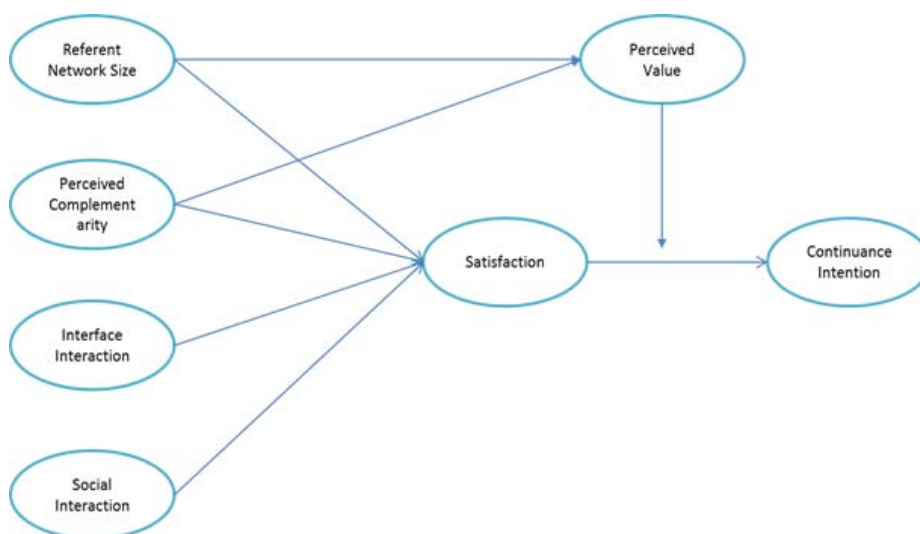 Referent
Network Size
Perceived
Value
Perceived
Complement
arity
Satisfaction
Continuance
Intention
Interface
Interaction
Social
Interaction